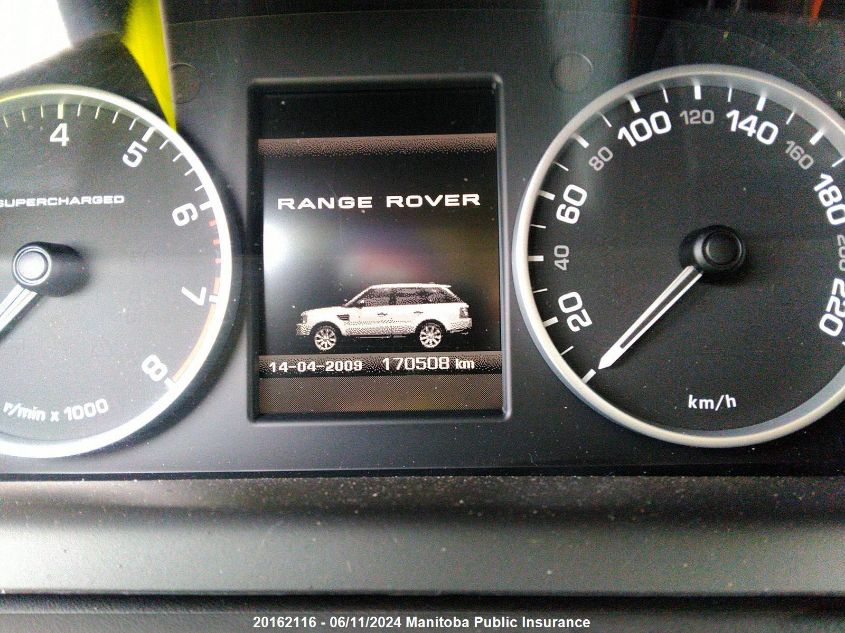 4
5
6
7
8
SUPERCHARGED
r/min x 1000
RANGE ROVER
14-04-2009 170508 km
20
40
60
80
100
120
140
160
180
200
220
km/h
20162116 - 06/11/2024 Manitoba Public Insurance